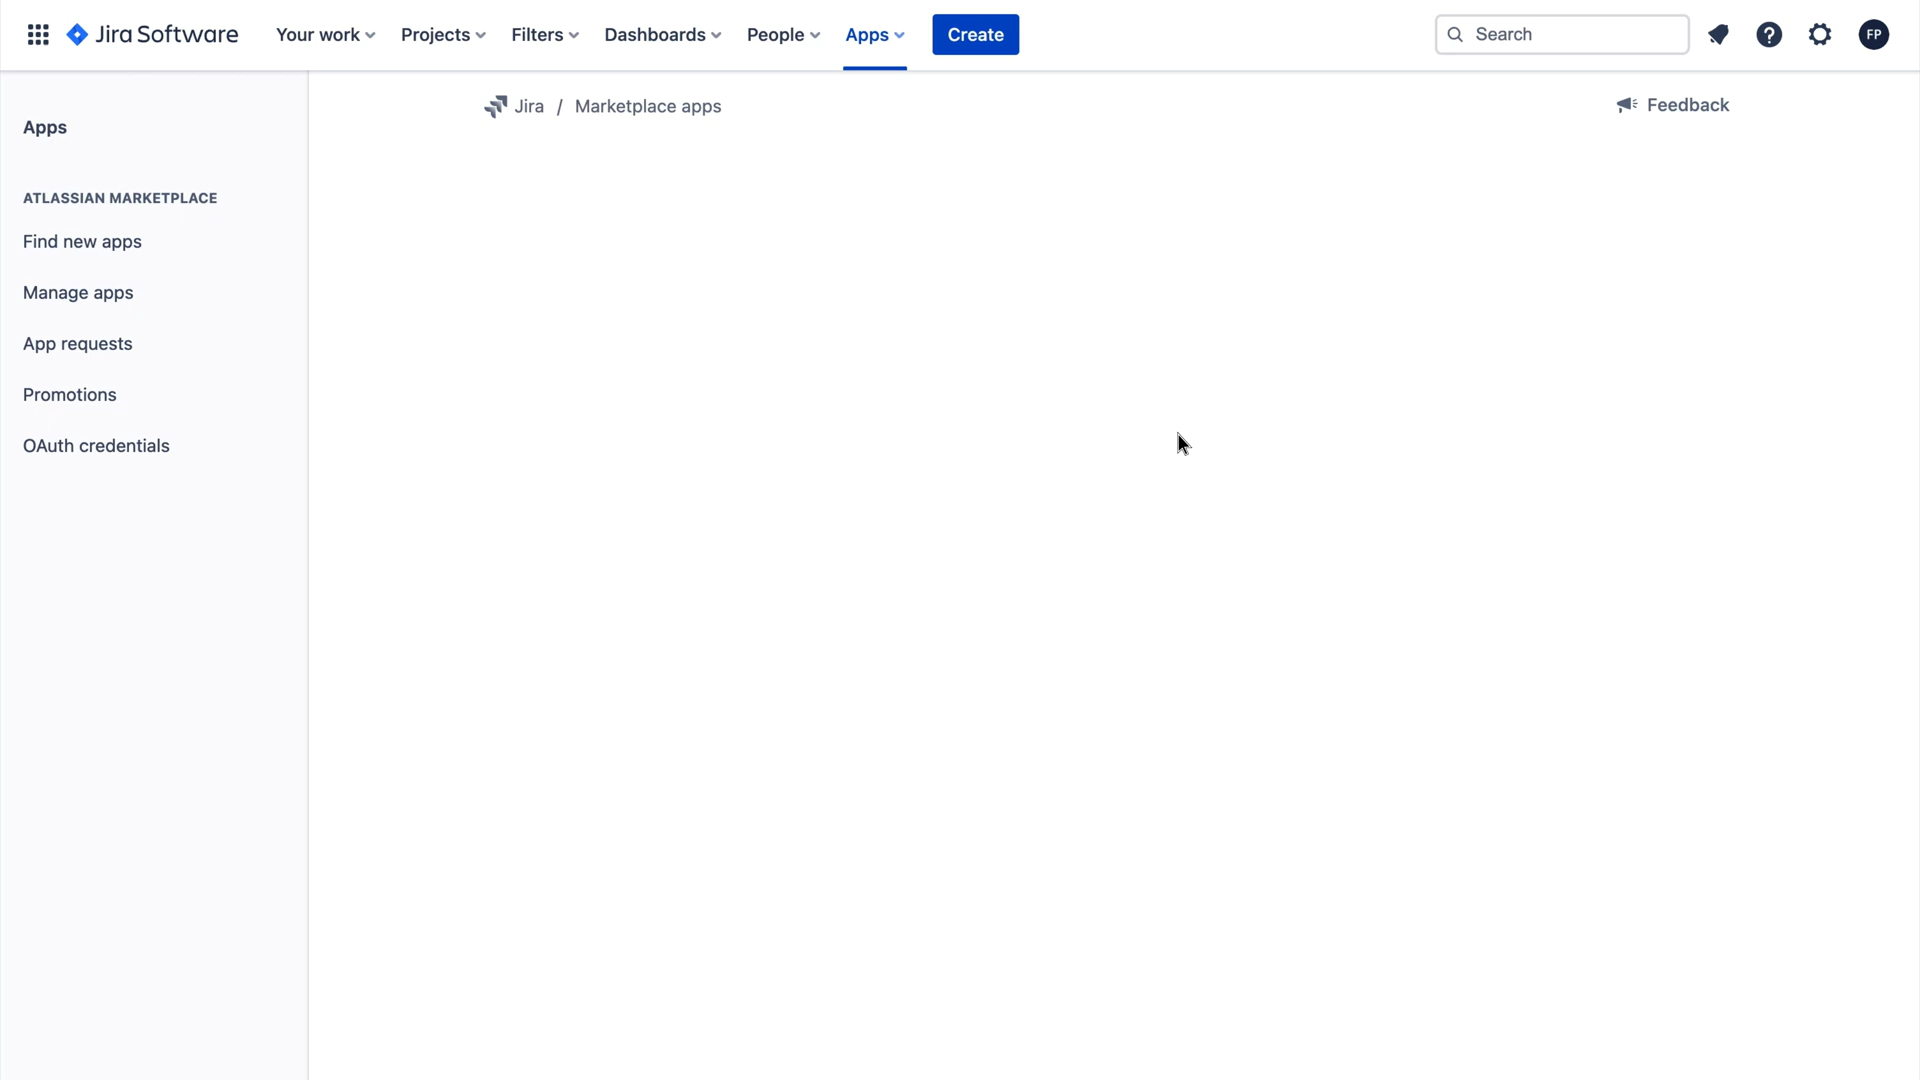 Jira Software Your work Projects Filters Dashboards People Apps Create Search FP
Jira / Marketplace apps Feedback
Apps
ATLASSIAN MARKETPLACE
Find new apps
Manage apps
App requests
Promotions
OAuth credentials